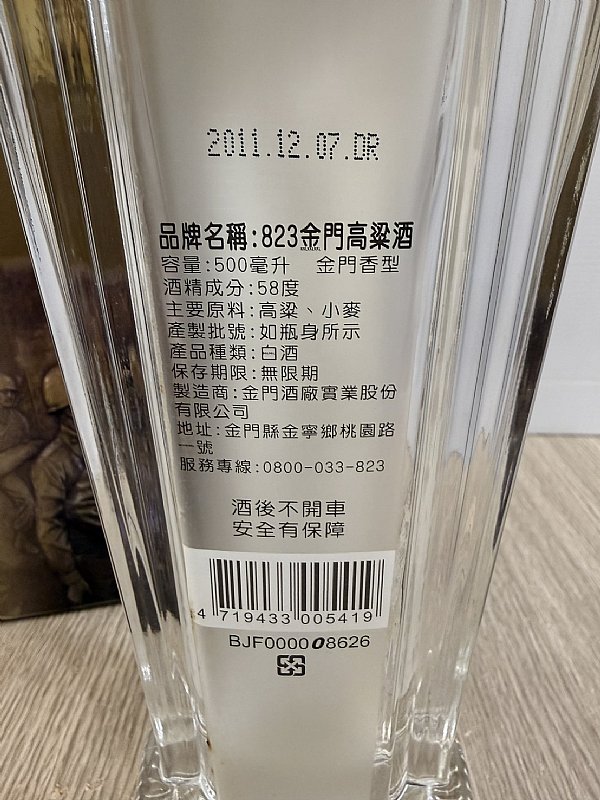 2011.12.07.DR
品牌名稱:823金門高粱酒
容量:500毫升 金門香型
酒精成分:58度
主要原料:高粱、小麥
產製批號:如瓶身所示
產品種類:白酒
保存期限:無限期
製造商:金門酒廠實業股份
有限公司
地址:金門縣金寧鄉桃園路
一號
服務專線:0800-033-823
酒後不開車
安全有保障
4 719433 005419
BJF000008626